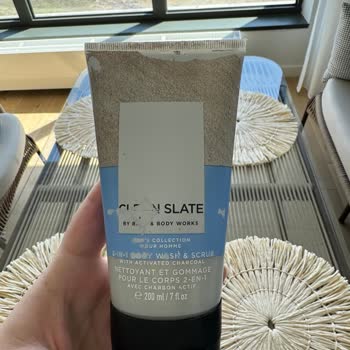 SLATE
BY & BODY WORKS
COLLECTION
POUR HOMME
2-IN-1 BODY WASH & SCRUB
WITH ACTIVATED CHARCOAL
NETTOYANT ET GOMMAGE
POUR LE CORPS 2-EN-1
AVEC CHARBON ACTIF
℮ 200 ml / 7 fl oz